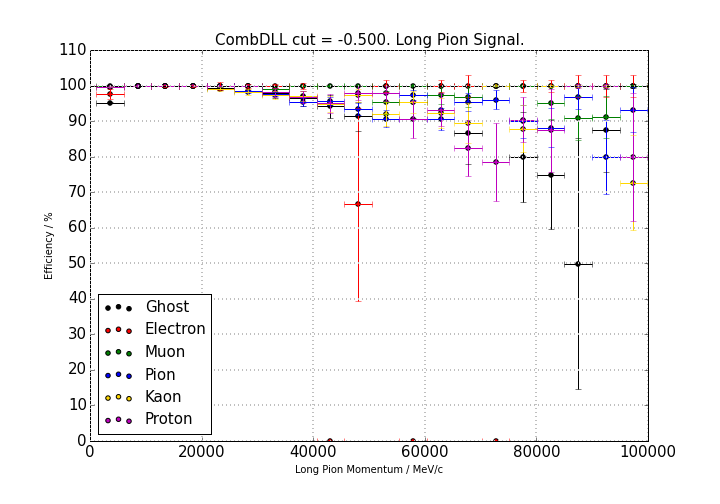 CombDLL cut = -0.500. Long Pion Signal.
110
100
90
80
70
60
50
40
30
20
10
0
Efficiency / %
Ghost
Electron
Muon
Pion
Kaon
Proton
0 20000 40000 60000 80000 100000
Long Pion Momentum / MeV/c